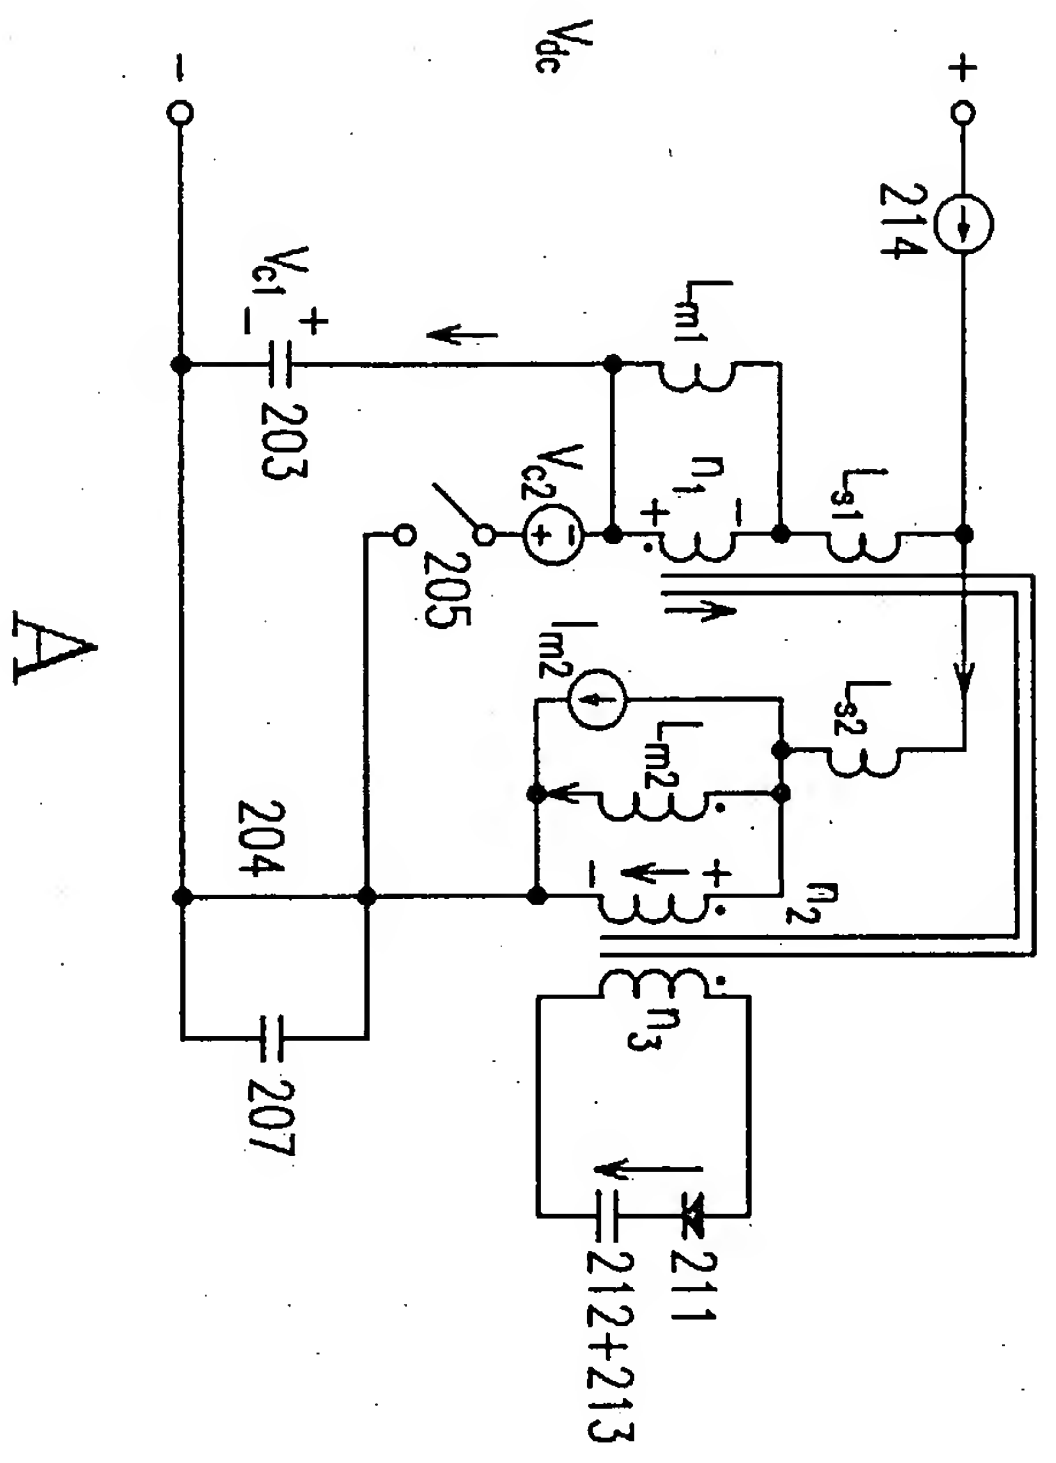 +
214
Ls1
Ls2
n2
Lm1
n1
-
+
Lm2
211
+
n3
212+213
Vdc
Im2
-
Vc2
-
+
205
+
Vc1
-
203
204
207
-
A